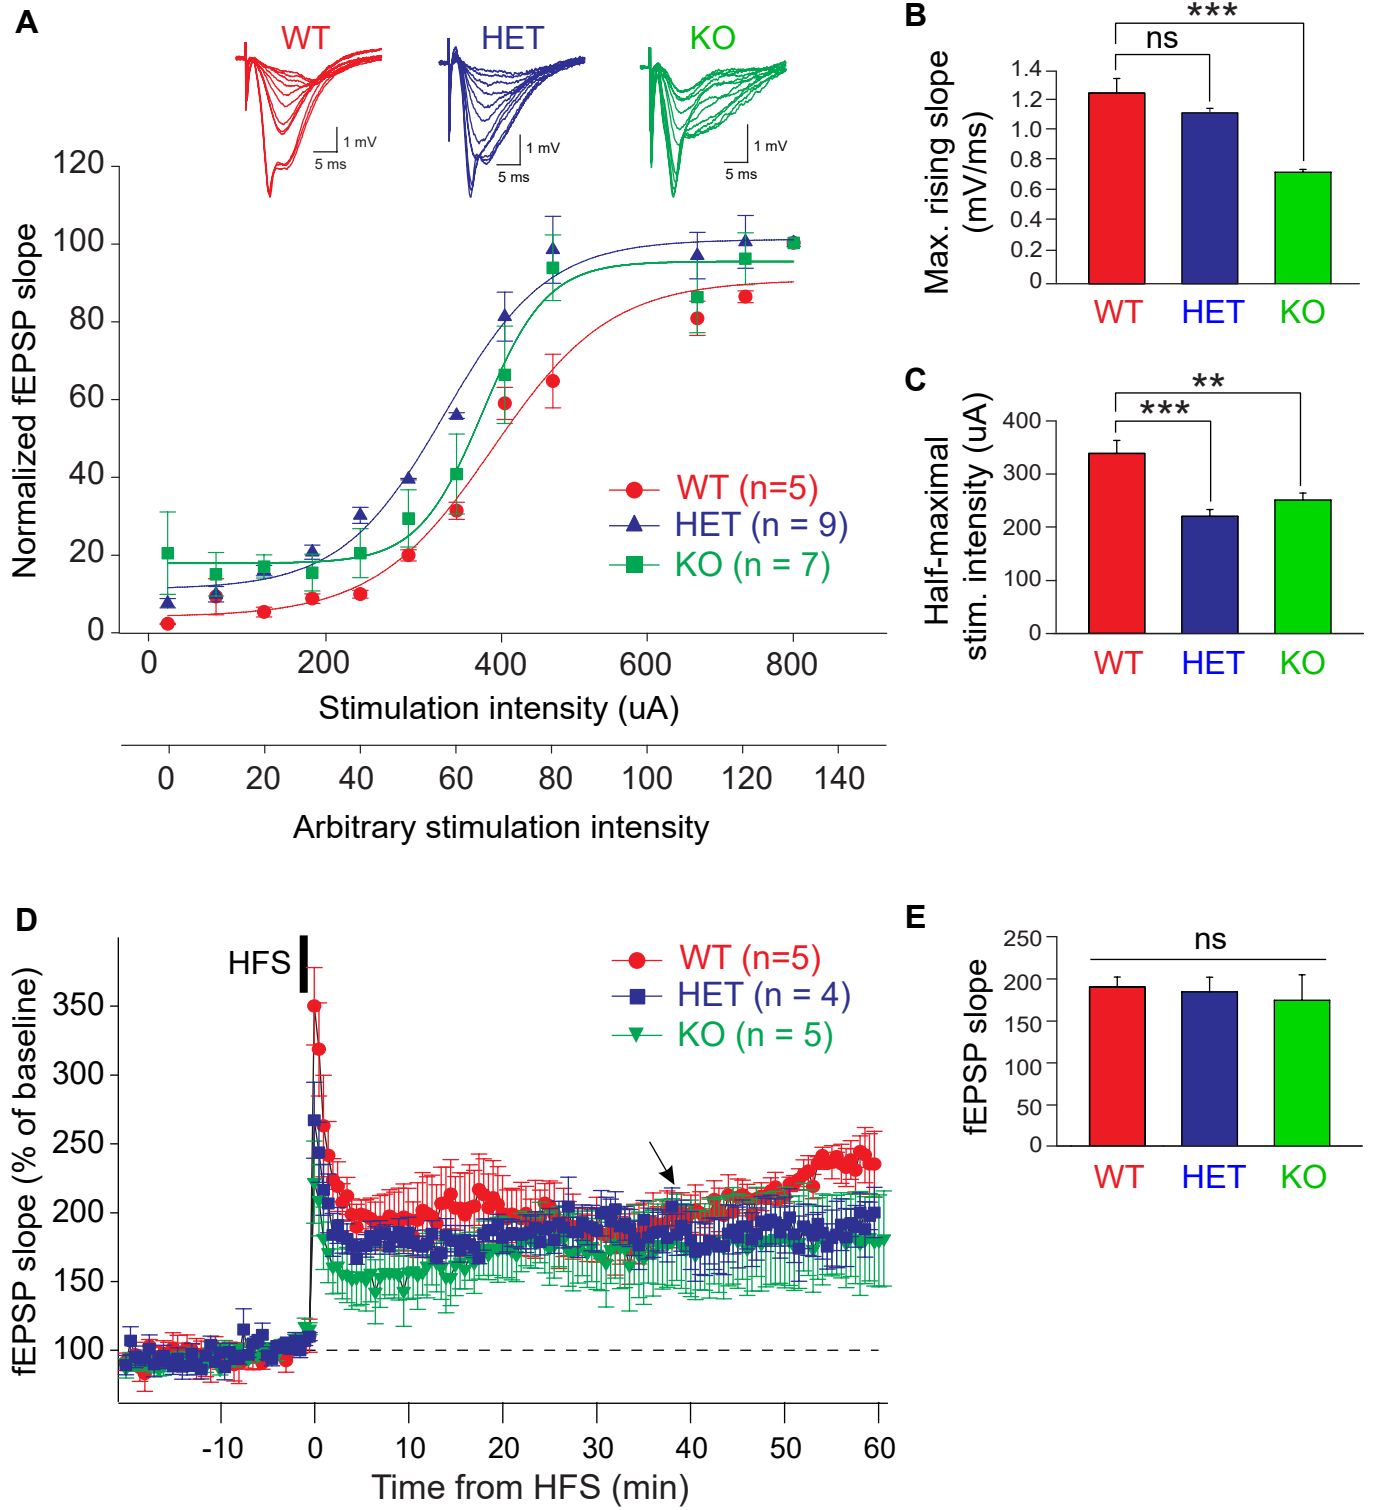 A
WT
HET
KO
1 mV
5 ms
1 mV
5 ms
1 mV
5 ms
Normalized fEPSP slope
120
100
80
60
40
20
0
WT (n=5)
HET (n = 9)
KO (n = 7)
0 200 400 600 800
Stimulation intensity (uA)
0 20 40 60 80 100 120 140
Arbitrary stimulation intensity
B
***
ns
Max. rising slope
(mV/ms)
1.4
1.2
1.0
0.8
0.6
0.4
0.2
0
WT HET KO
C
**
***
Half-maximal
stim. intensity (uA)
400
300
200
100
0
WT HET KO
D
HFS
WT (n=5)
HET (n = 4)
KO (n = 5)
fEPSP slope (% of baseline)
350
300
250
200
150
100
-10 0 10 20 30 40 50 60
Time from HFS (min)
E
ns
fEPSP slope
250
200
150
100
50
0
WT HET KO